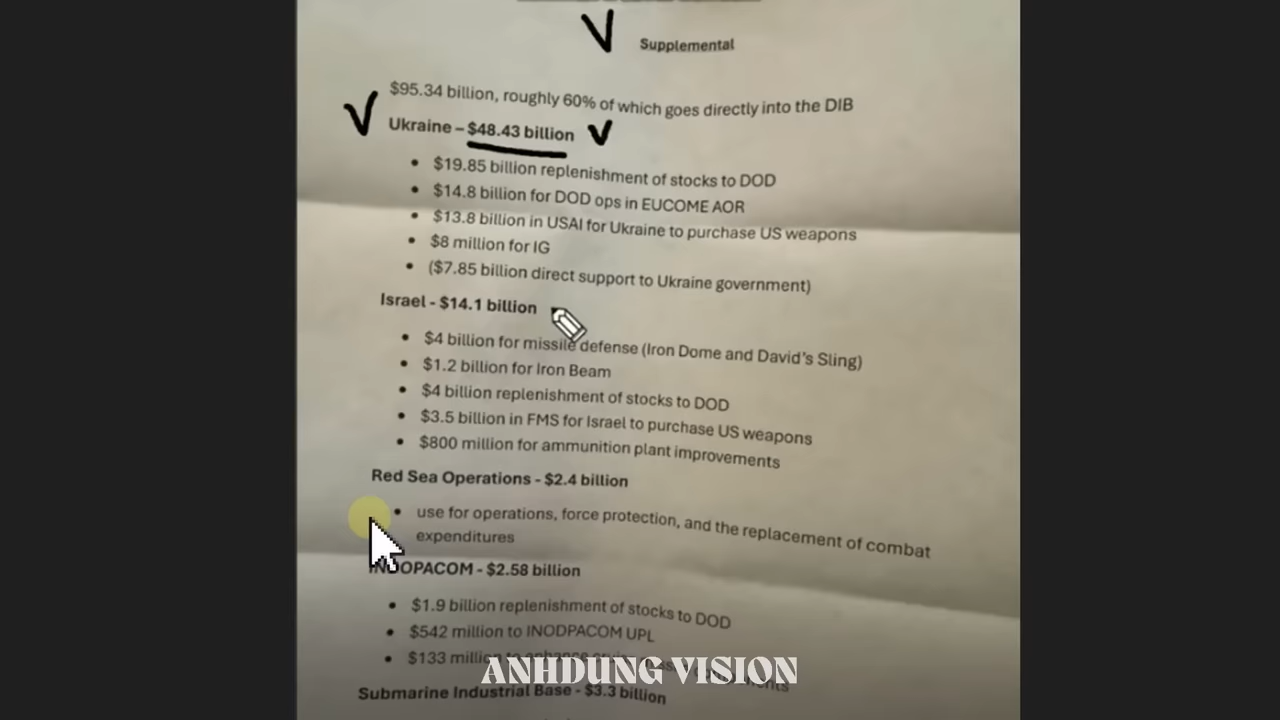 Supplemental
$95.34 billion, roughly 60% of which goes directly into the DIB
Ukraine – $48.43 billion
• $19.85 billion replenishment of stocks to DOD
• $14.8 billion for DOD ops in EUCOME AOR
• $13.8 billion in USAI for Ukraine to purchase US weapons
• $8 million for IG
• ($7.85 billion direct support to Ukraine government)
Israel - $14.1 billion
• $4 billion for missile defense (Iron Dome and David's Sling)
• $1.2 billion for Iron Beam
• $4 billion replenishment of stocks to DOD
• $3.5 billion in FMS for Israel to purchase US weapons
• $800 million for ammunition plant improvements
Red Sea Operations - $2.4 billion
• use for operations, force protection, and the replacement of combat
expenditures
INOOPACOM - $2.58 billion
• $1.9 billion replenishment of stocks to DOD
• $542 million to INODPACOM UPL
• $133 million to
ANHDUNG VISION
Submarine Industrial Base - $3.3 billion